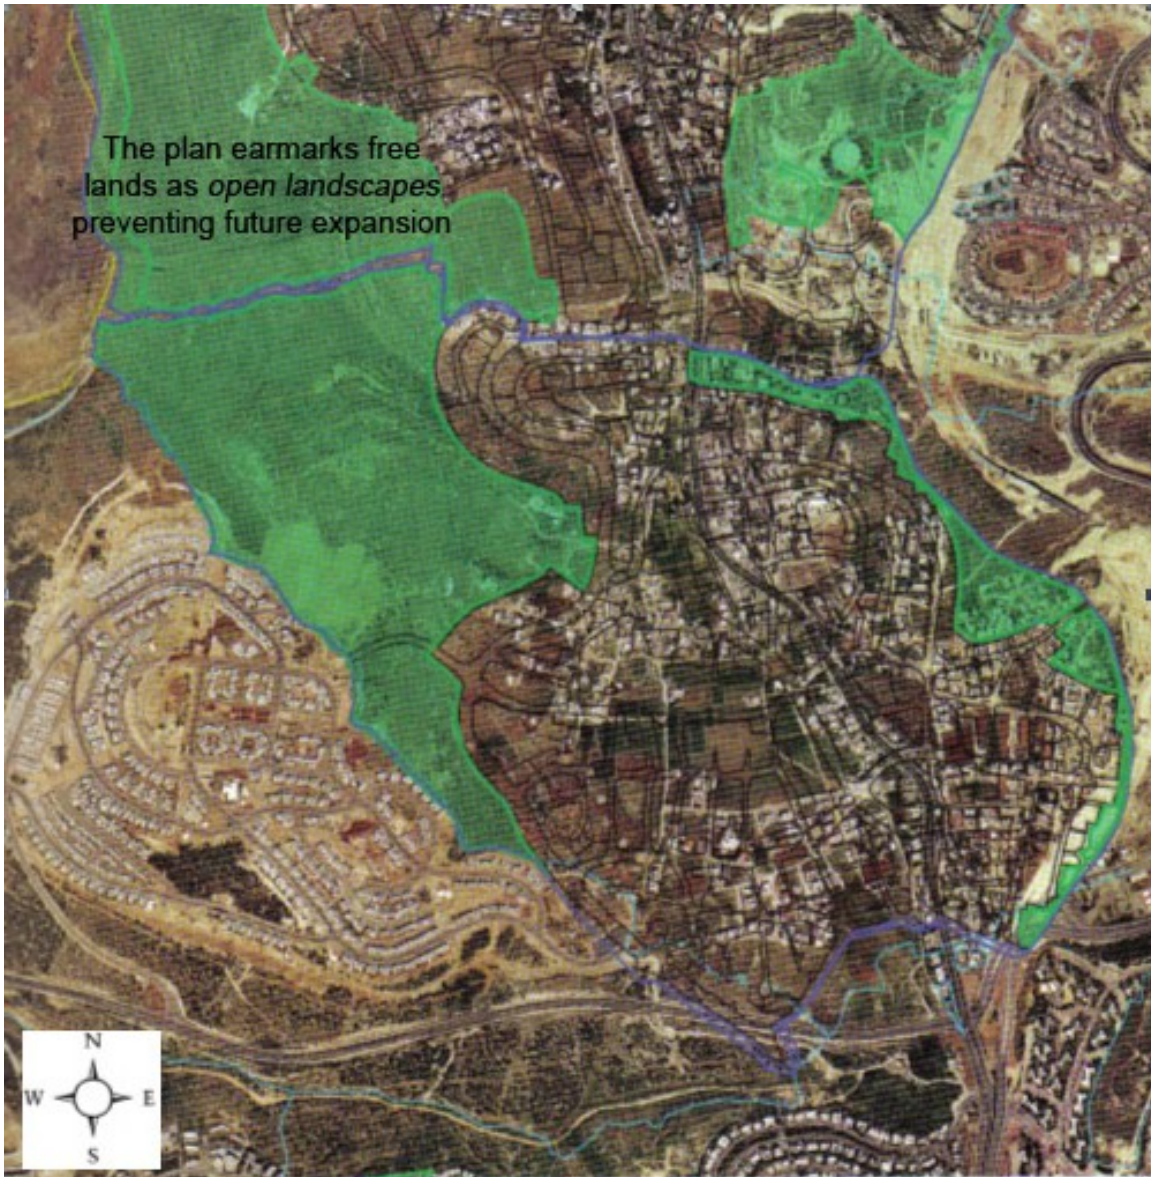 The plan earmarks free
lands as open landscapes
preventing future expansion
N
W E
S